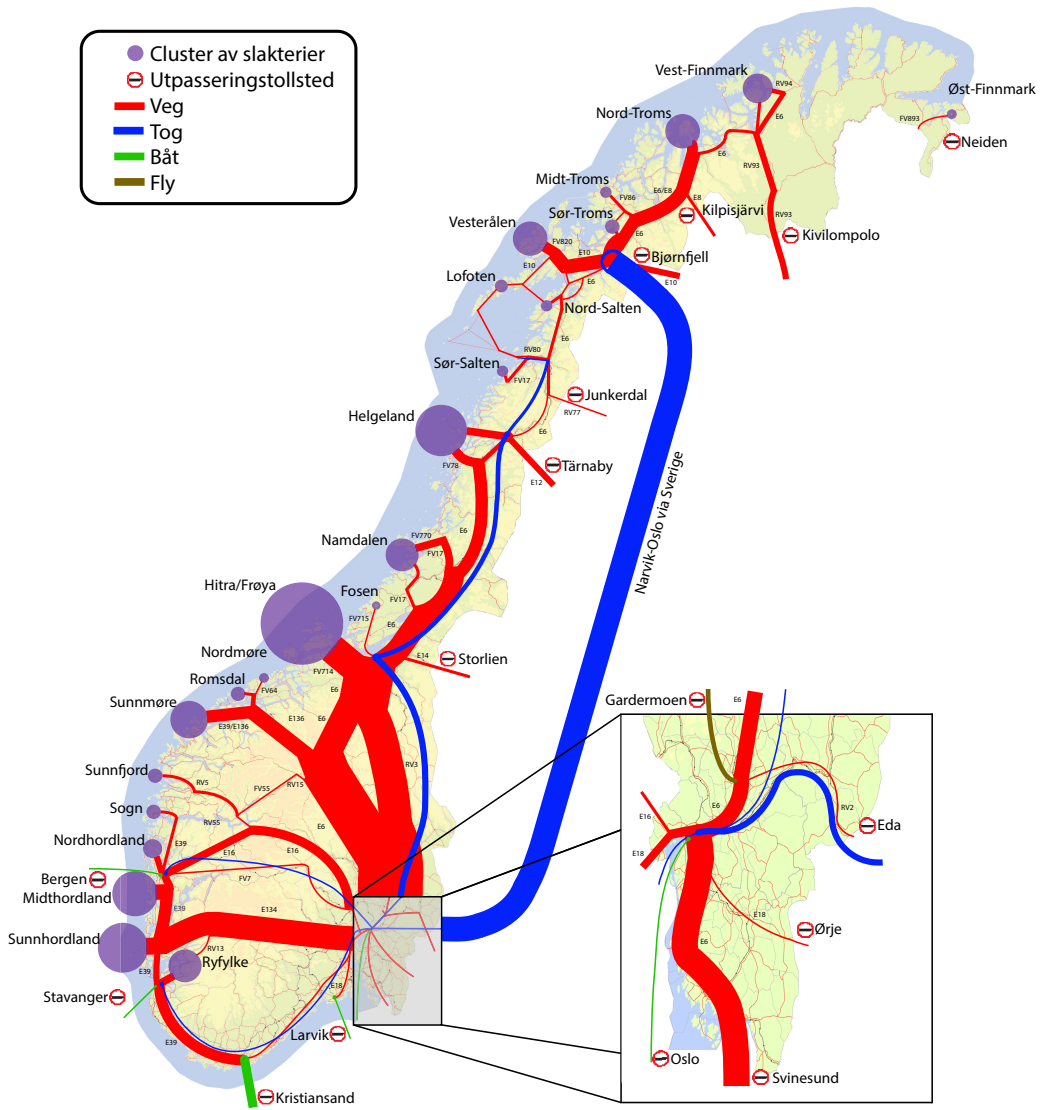 Cluster av slakterier
Utpasseringstollsted
Veg
Tog
Båt
Fly
Vest-Finnmark
RV94
Øst-Finnmark
Nord-Troms
E6
FV893
Neiden
E6
RV93
Midt-Troms
FV86
E6/E8
E8
Kilpisjärvi
RV93
Kivilompolo
Sør-Troms
Vesterålen
E6
FV820
E10
Bjørnfjell
E10
E10
Lofoten
E6
Nord-Salten
E6
RV80
Sør-Salten
FV17
Junkerdal
RV77
Helgeland
E6
FV78
Tärnaby
E12
Narvik-Oslo via Sverige
E6
FV770
Namdalen
FV17
Hitra/Frøya
Fosen
FV17
FV715
E6
Nordmøre
E14
Storlien
FV714
Romsdal
FV64
E6
Sunnmøre
E39/E136
E136
E6
Gardermoen
E6
Sunnfjord
RV5
FV55
RV15
RV3
Sogn
RV55
E6
E6
E16
RV2
Eda
Nordhordland
E39
E16
E16
E18
Bergen
FV7
Midthordland
E39
E134
E18
Ørje
Sunnhordland
RV13
E6
E39
Ryfylke
Stavanger
E18
Larvik
E39
Oslo
Svinesund
Kristiansand